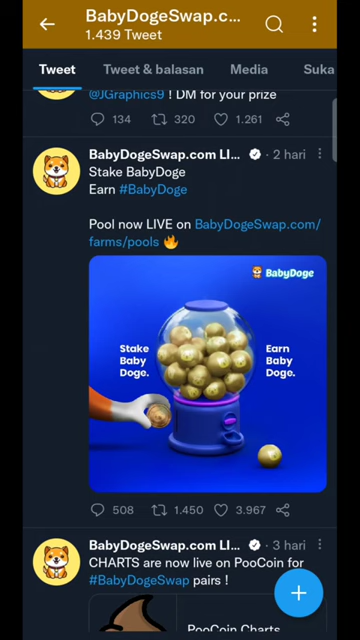 BabyDogeSwap.c...
1.439 Tweet
Tweet
Tweet & balasan
Media
Suka
@JGraphics9 ! DM for your prize
134 320 1.261
BabyDogeSwap.com LI... · 2 hari
Stake BabyDoge
Earn #BabyDoge
Pool now LIVE on BabyDogeSwap.com/
farms/pools
BabyDoge
Stake
Baby
Doge.
Earn
Baby
Doge.
508 1.450 3.967
BabyDogeSwap.com LI... · 3 hari
CHARTS are now live on PooCoin for
#BabyDogeSwap pairs !
PooCoin Charts